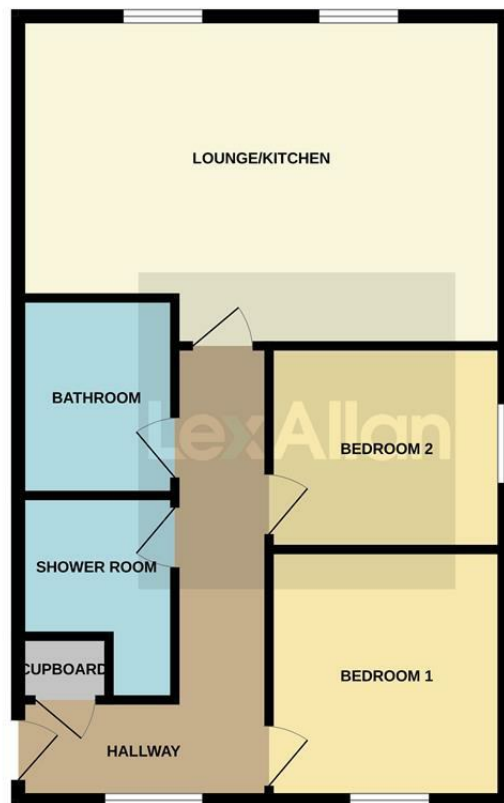 LOUNGE/KITCHEN
BATHROOM
LexAllan
BEDROOM 2
SHOWER ROOM
CUPBOARD
BEDROOM 1
HALLWAY